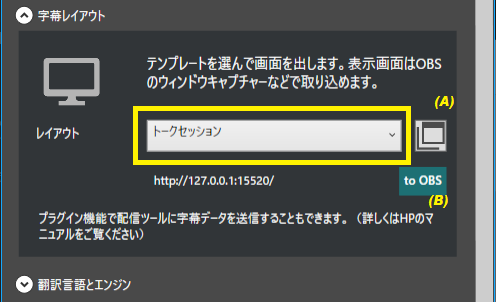 字幕レイアウト
テンプレートを選んで画面を出します。表示画面はOBS
のウィンドウキャプチャーなどで取り込めます。
(A)
レイアウト
トークセッション
http://127.0.0.1:15520/
to OBS
(B)
プラグイン機能で配信ツールに字幕データを送信することもできます。（詳しくはHPのマ
ニュアルをご覧ください）
翻訳言語とエンジン